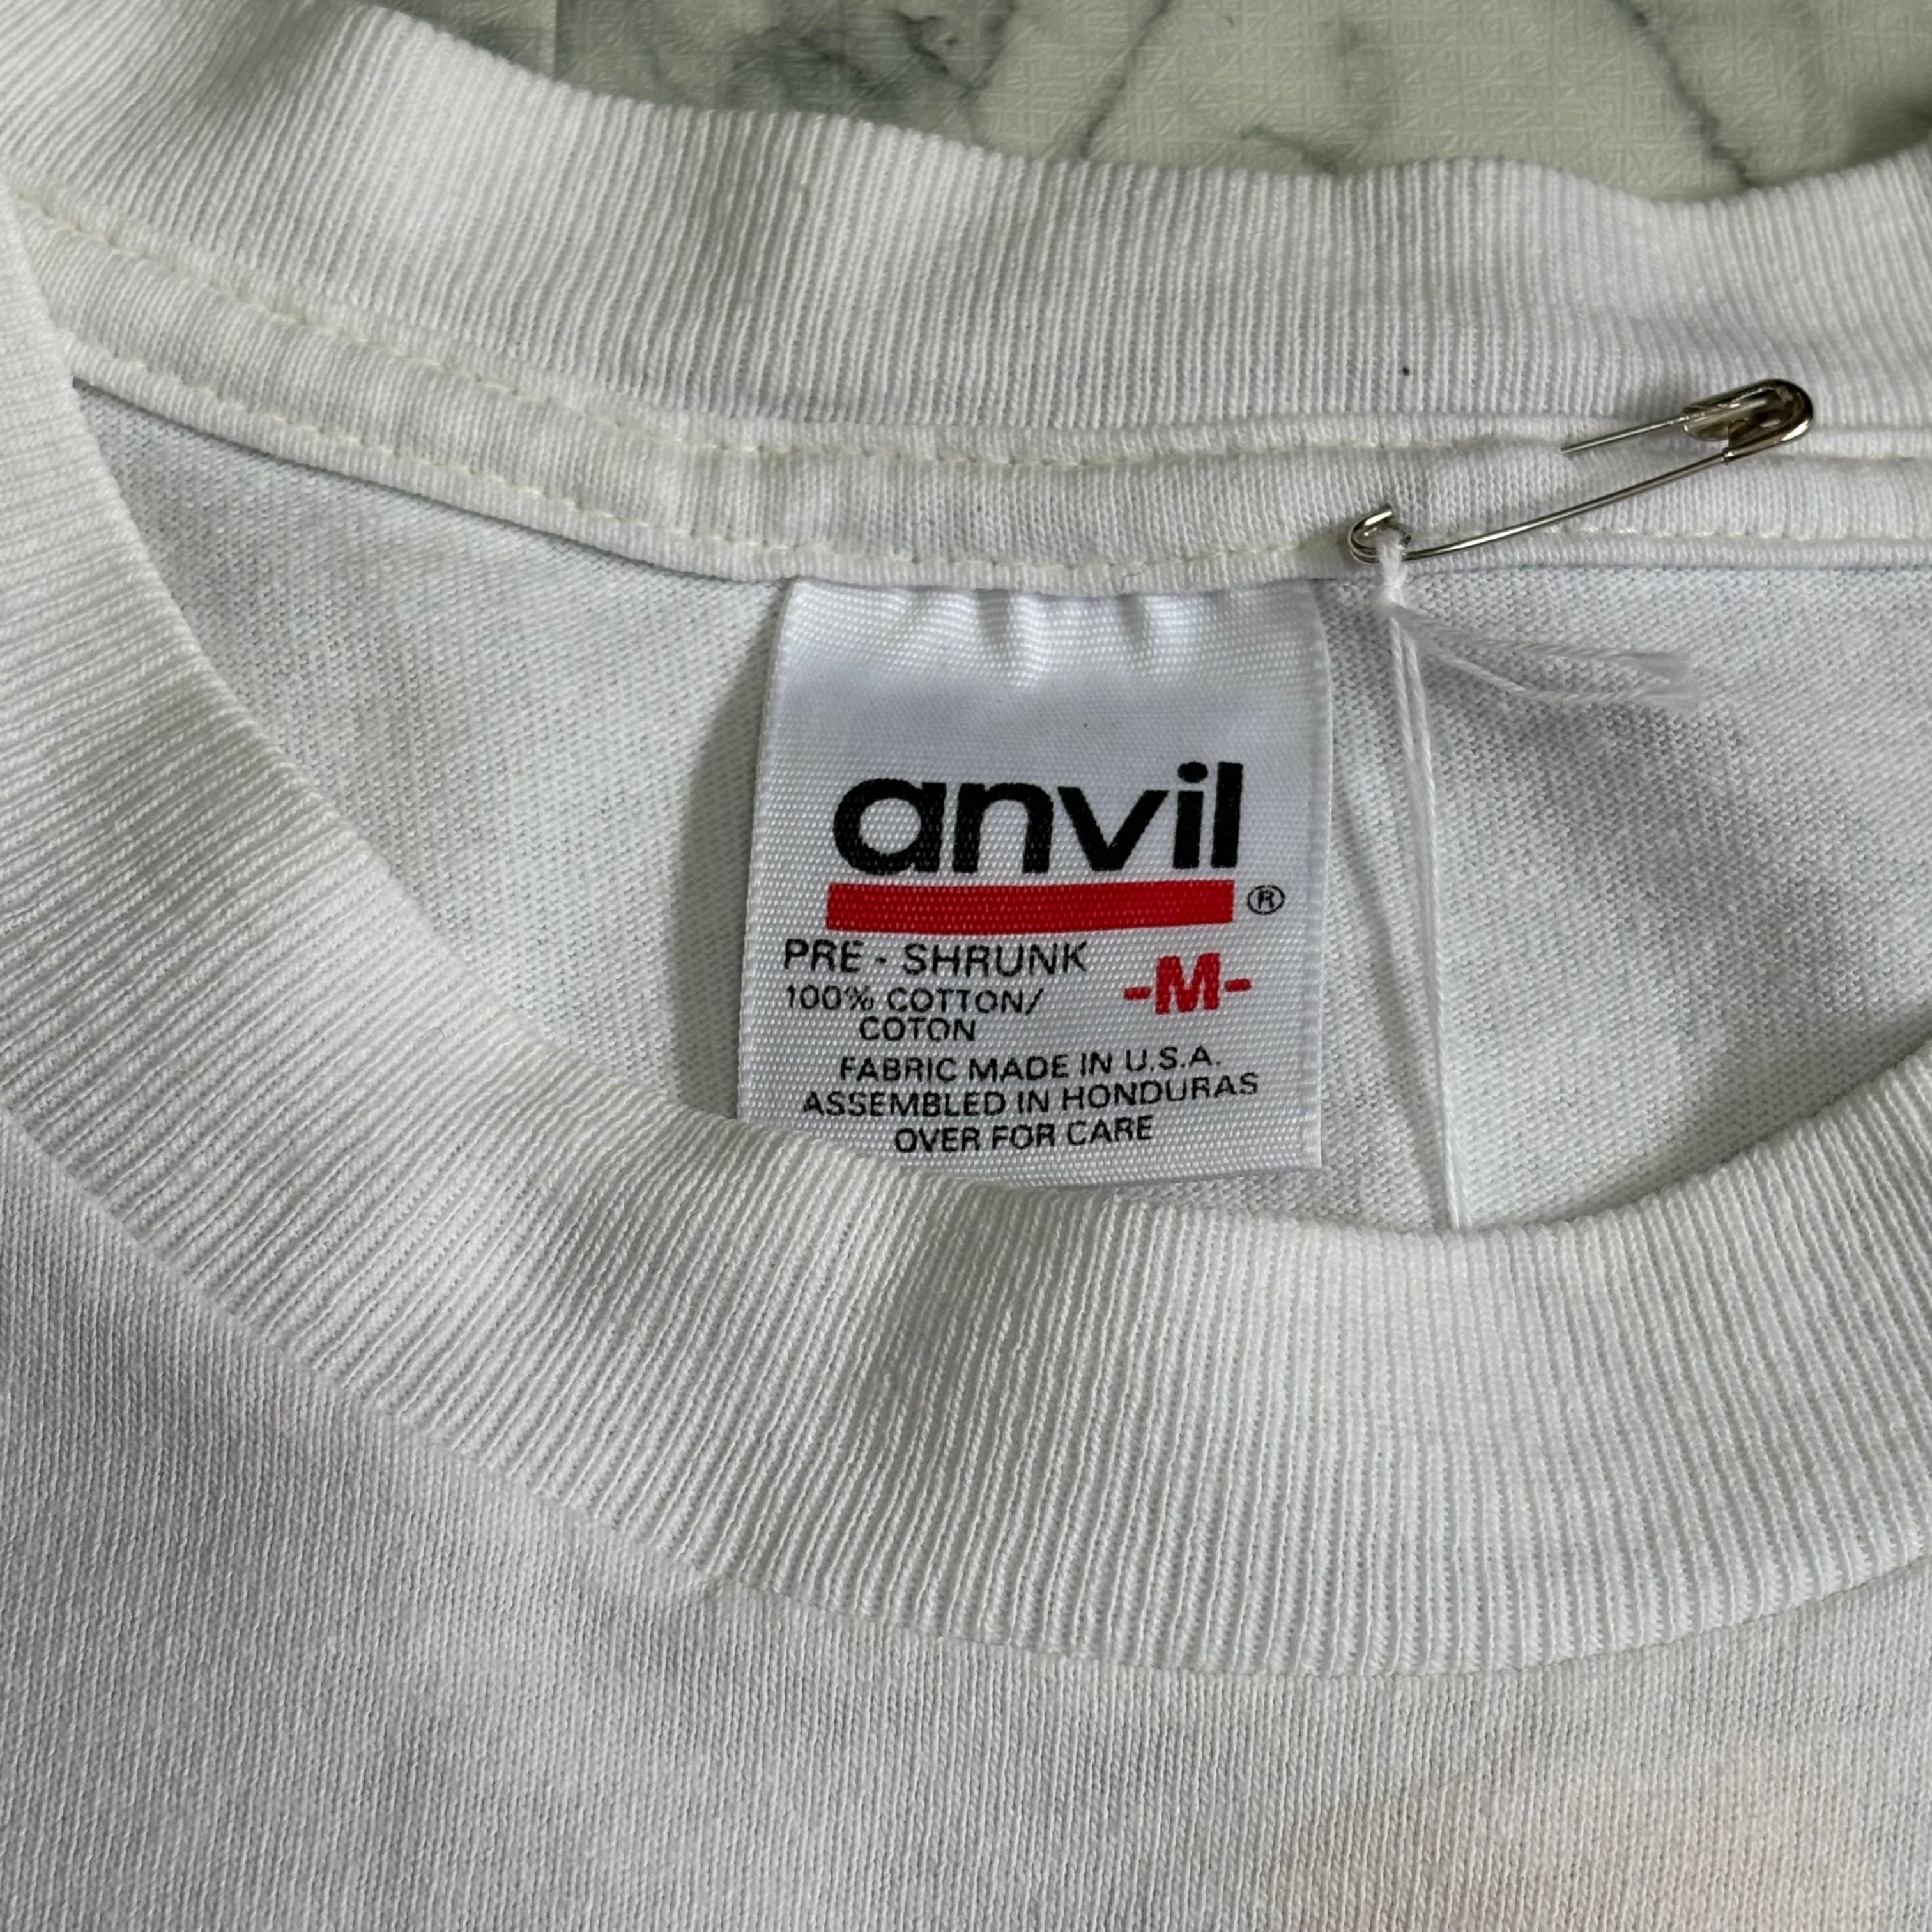 anvil
®
PRE - SHRUNK -M-
100% COTTON/
COTON
FABRIC MADE IN U.S.A.
ASSEMBLED IN HONDURAS
OVER FOR CARE